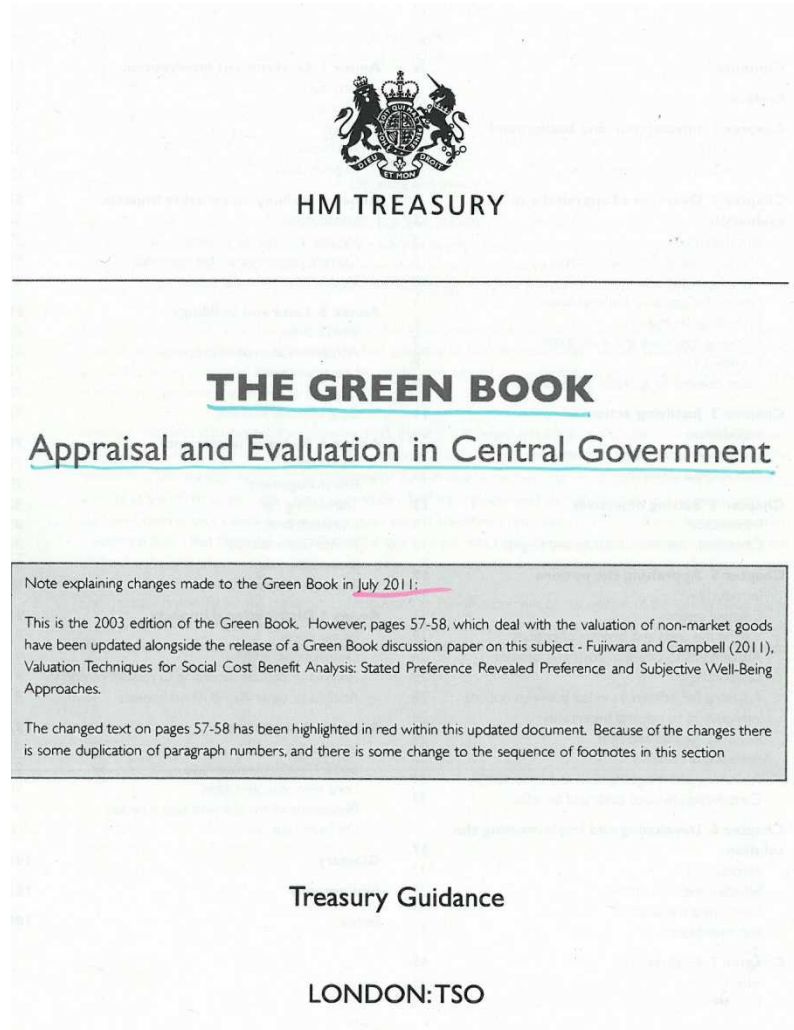 HONI SOIT QUI MAL Y PENSE
DIEU ET MON DROIT
HM TREASURY
THE GREEN BOOK
Appraisal and Evaluation in Central Government
Note explaining changes made to the Green Book in July 2011:
This is the 2003 edition of the Green Book. However, pages 57-58, which deal with the valuation of non-market goods
have been updated alongside the release of a Green Book discussion paper on this subject - Fujiwara and Campbell (2011),
Valuation Techniques for Social Cost Benefit Analysis: Stated Preference Revealed Preference and Subjective Well-Being
Approaches.
The changed text on pages 57-58 has been highlighted in red within this updated document. Because of the changes there
is some duplication of paragraph numbers, and there is some change to the sequence of footnotes in this section
Treasury Guidance
LONDON:TSO